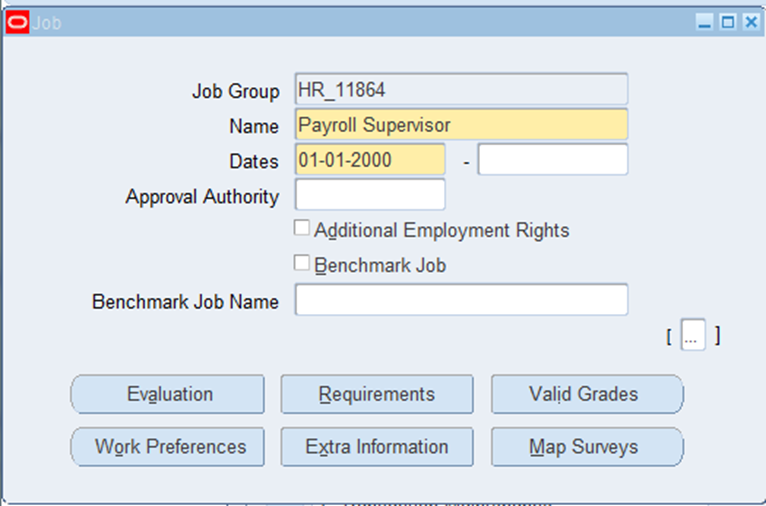 Job
Job Group HR_11864
Name Payroll Supervisor
Dates 01-01-2000 -
Approval Authority
Additional Employment Rights
Benchmark Job
Benchmark Job Name
[ ... ]
Evaluation Requirements Valid Grades
Work Preferences Extra Information Map Surveys